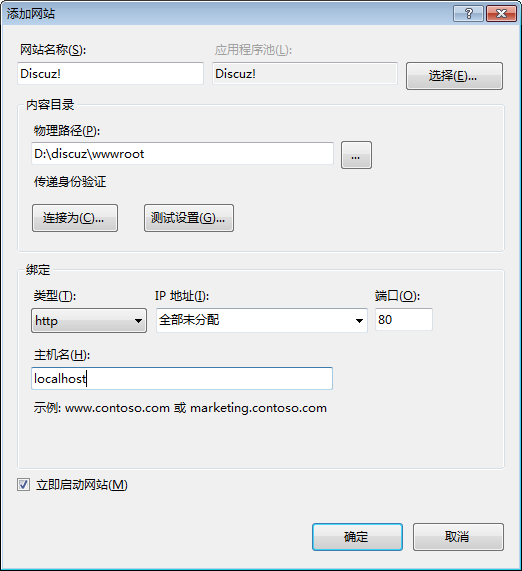 添加网站
网站名称(S): 应用程序池(L):
Discuz! Discuz! 选择(E)...
内容目录
物理路径(P):
D:\discuz\wwwroot ...
传递身份验证
连接为(C)... 测试设置(G)...
绑定
类型(T): IP 地址(I): 端口(O):
http 全部未分配 80
主机名(H):
localhost
示例: www.contoso.com 或 marketing.contoso.com
立即启动网站(M)
确定 取消